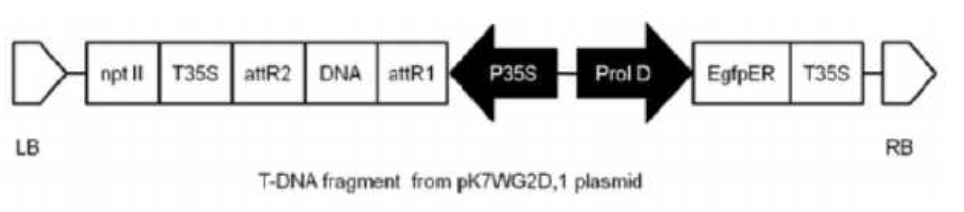 npt II T35S attR2 DNA attR1 P35S Prol D EgfpER T35S
LB RB
T-DNA fragment from pK7WG2D,1 plasmid